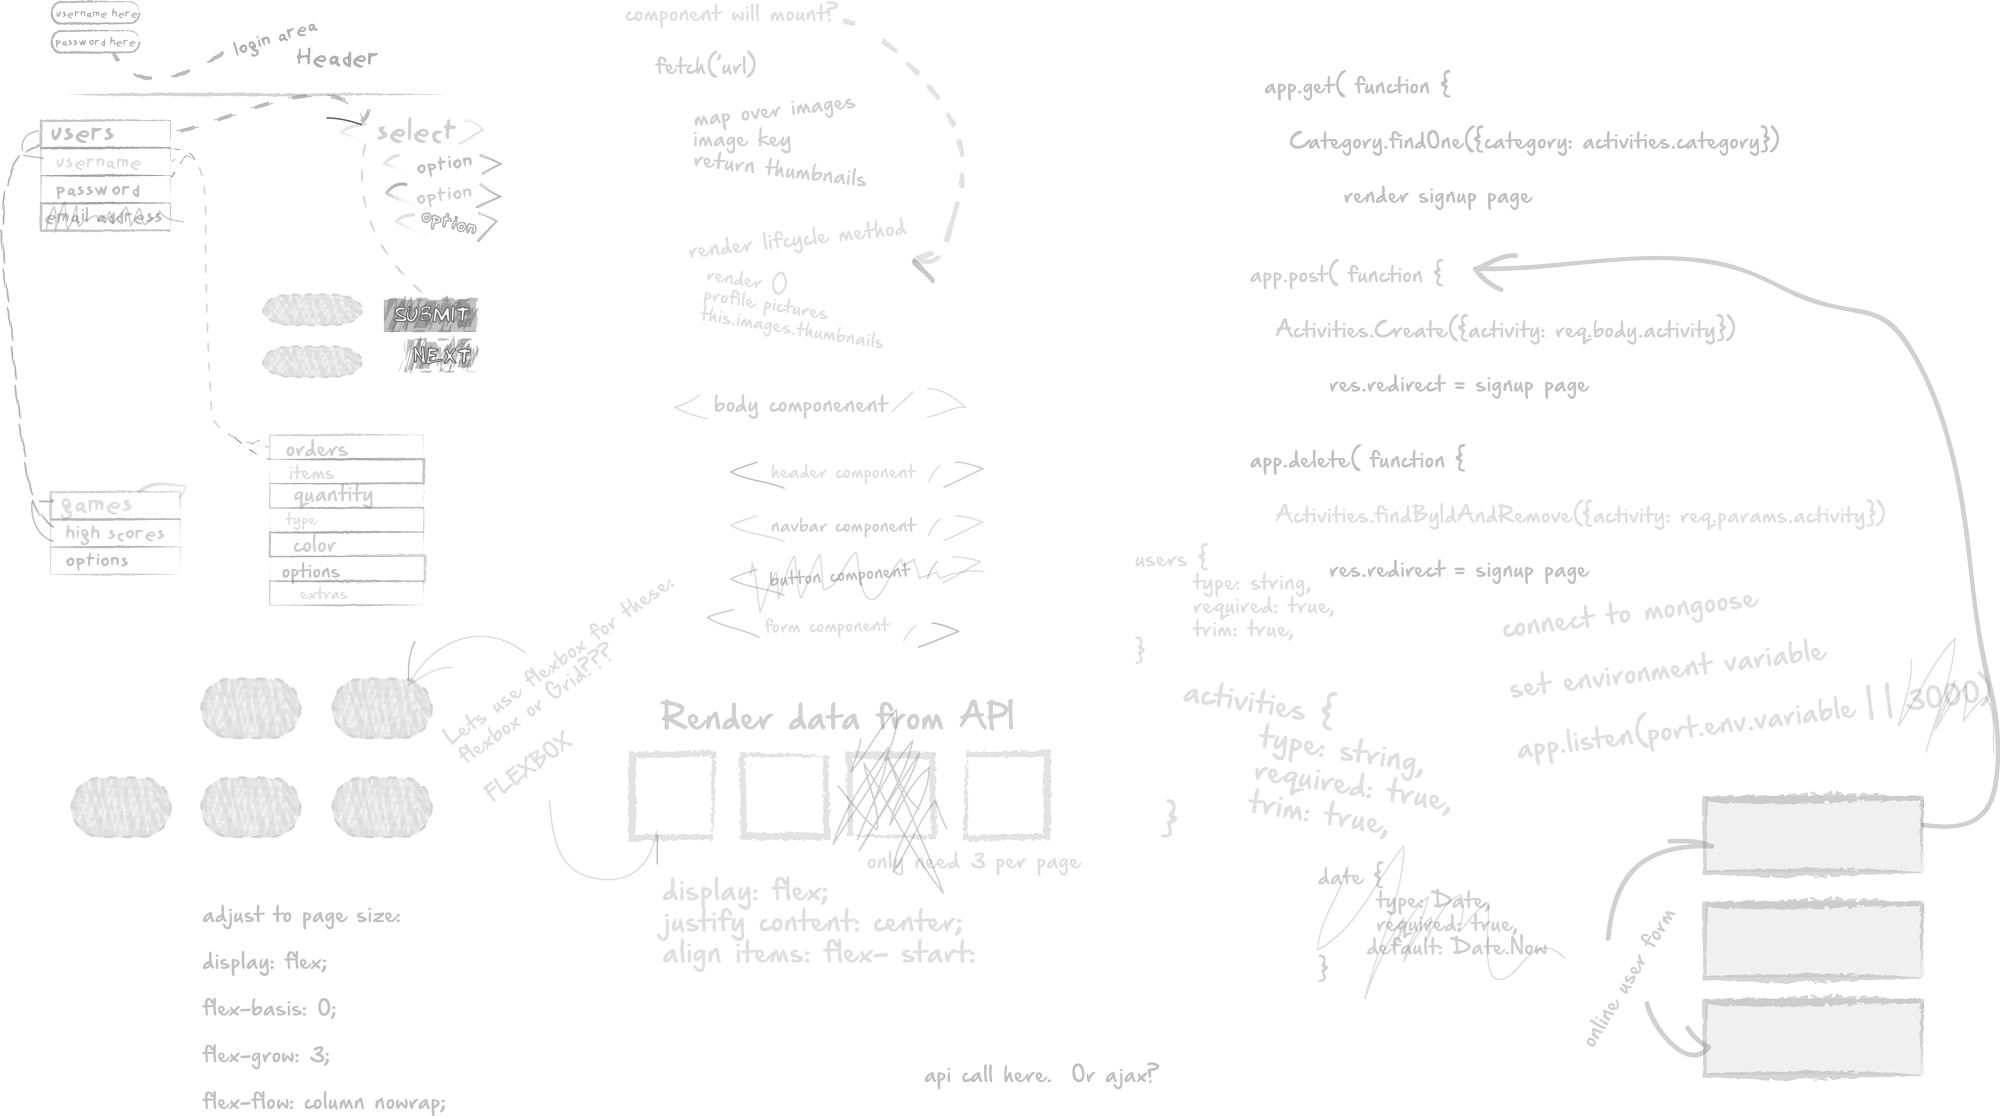 username here
password here
login area
Header
users
username
password
email address
select
option
option
option
SUBMIT
NEXT
orders
items
quantity
type
color
options
extras
games
high scores
options
Lets use flexbox for these.
flexbox or Grid???
FLEXBOX
adjust to page size:
display: flex;
flex-basis: 0;
flex-grow: 3;
flex-flow: column nowrap;
component will mount?
fetch('url)
map over images
image key
return thumbnails
render lifcycle method
render ()
profile pictures
this.images.thumbnails
body componenent
header component
navbar component
button component
form component
Render data from API
only need 3 per page
display: flex;
justify content: center;
align items: flex- start:
api call here. Or ajax?
app.get( function {
Category.findOne({category: activities.category})
render signup page
app.post( function {
Activities.Create({activity: req.body.activity})
res.redirect = signup page
app.delete( function {
Activities.findByIdAndRemove({activity: req.params.activity})
res.redirect = signup page
users {
type: string,
required: true,
trim: true,
}
activities {
type: string,
required: true,
trim: true,
}
date {
type: Date,
required: true,
default: Date.Now
}
connect to mongoose
set environment variable
app.listen(port.env.variable || 3000)
online user form